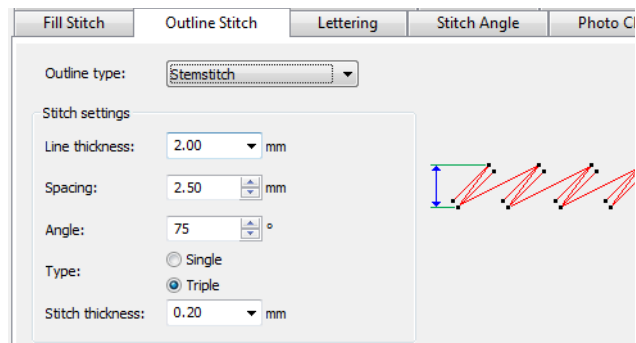 Fill Stitch Outline Stitch Lettering Stitch Angle Photo Cl
Outline type: Stemstitch
Stitch settings
Line thickness: 2.00 mm
Spacing: 2.50 mm
Angle: 75 °
Type: Single
Triple
Stitch thickness: 0.20 mm